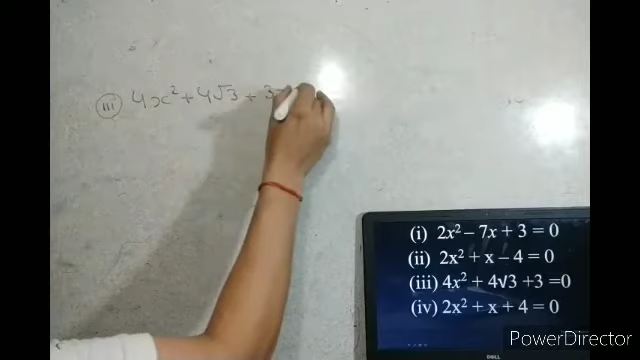 (iii) 4x² + 4√3 + 3
(i) 2x² – 7x + 3 = 0
(ii) 2x² + x – 4 = 0
(iii) 4x² + 4√3 +3 =0
(iv) 2x² + x + 4 = 0
DELL
PowerDirector